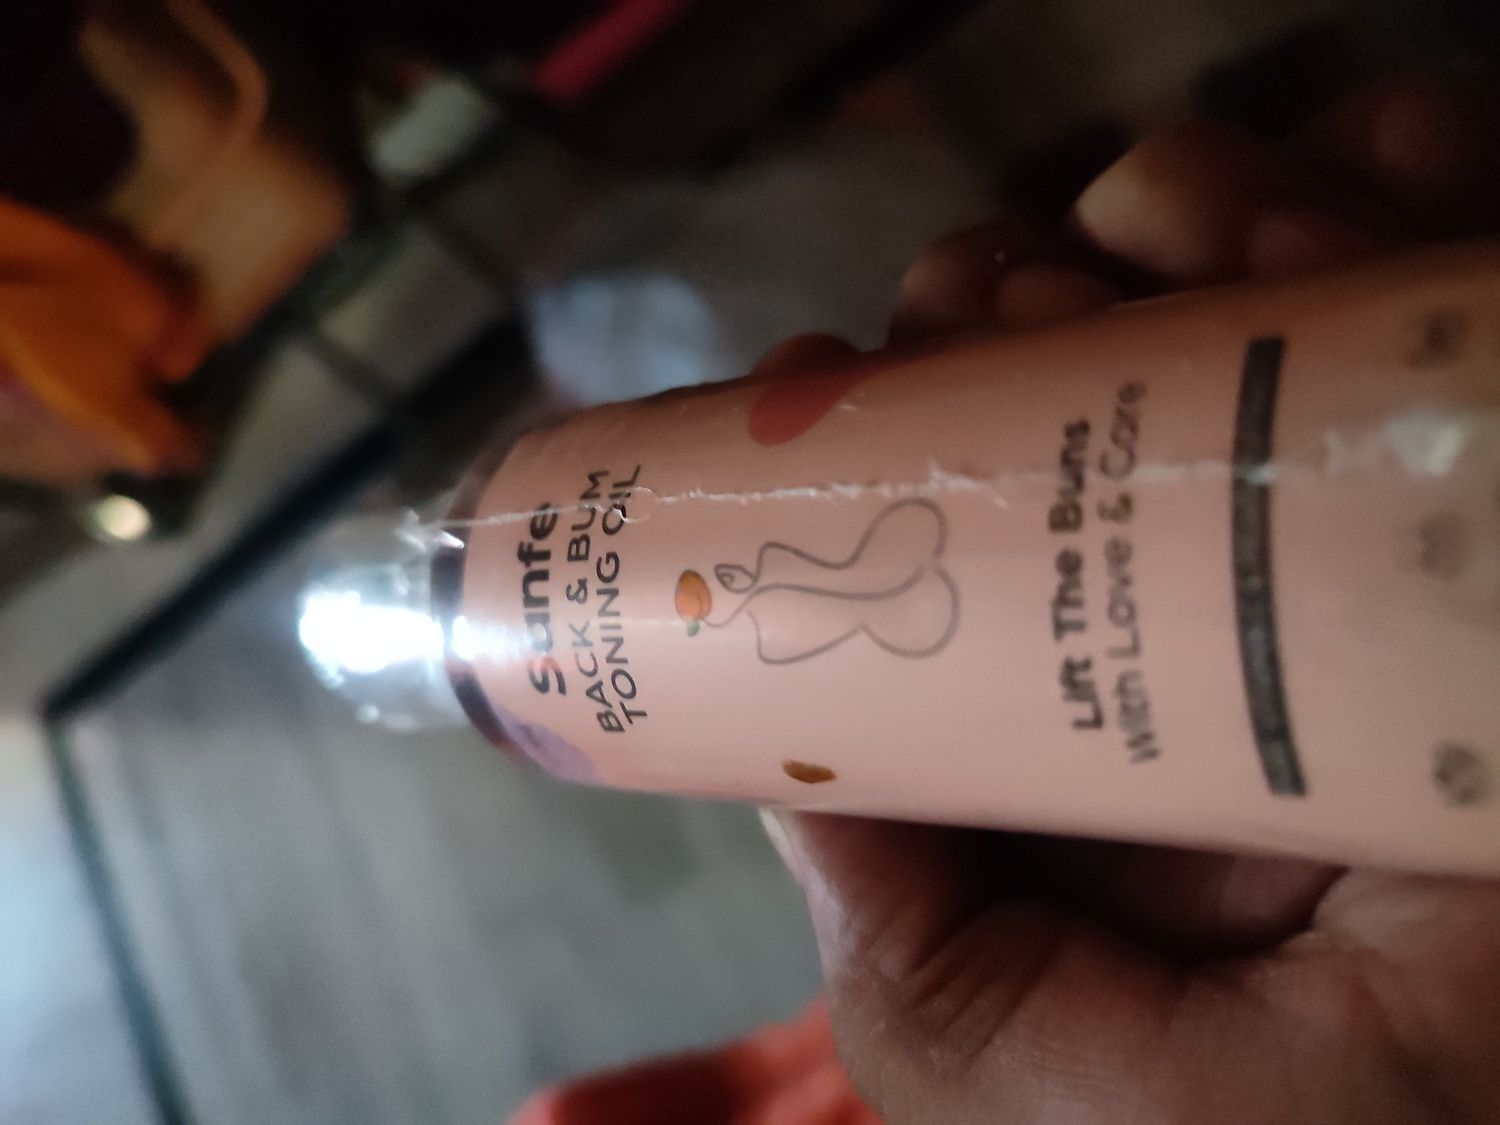 Sanfe
BACK & BUM
TONING OIL
Lift The Buns
With Love & Care